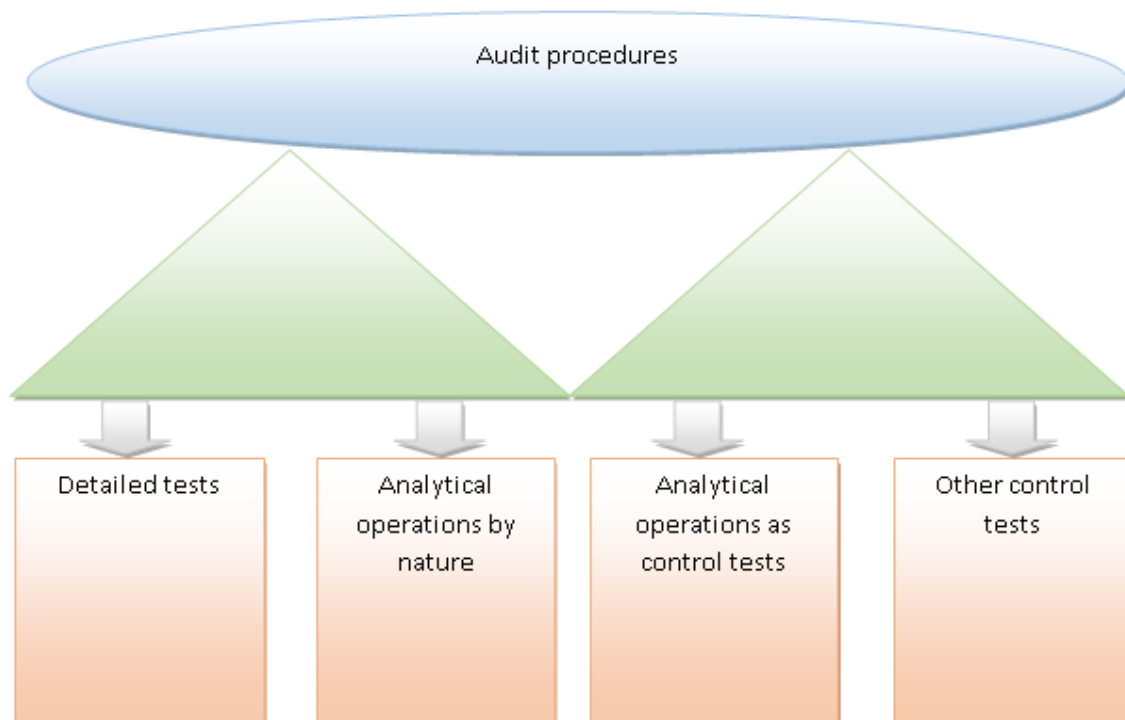 Audit procedures
Detailed tests
Analytical
operations by
nature
Analytical
operations as
control tests
Other control
tests